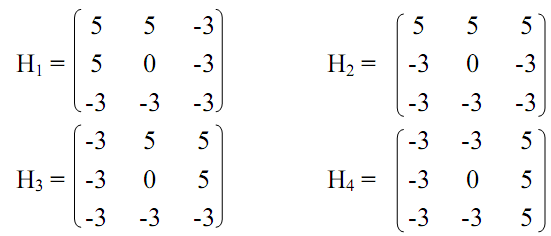 5 5 -3 5 5 5
H₁ = 5 0 -3 H₂ = -3 0 -3
-3 -3 -3 -3 -3 -3
-3 5 5 -3 -3 5
H₃ = -3 0 5 H₄ = -3 0 5
-3 -3 -3 -3 -3 5